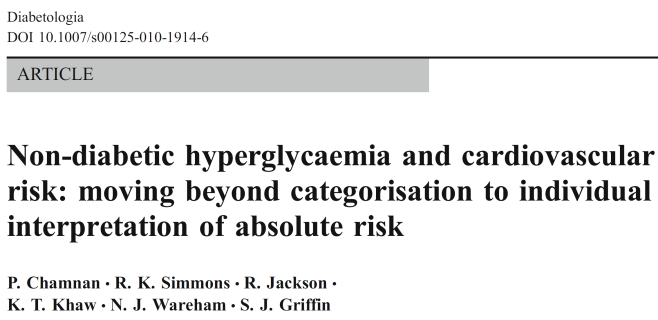 Diabetologia
DOI 10.1007/s00125-010-1914-6
ARTICLE
Non-diabetic hyperglycaemia and cardiovascular
risk: moving beyond categorisation to individual
interpretation of absolute risk
P. Chamnan · R. K. Simmons · R. Jackson ·
K. T. Khaw · N. J. Wareham · S. J. Griffin